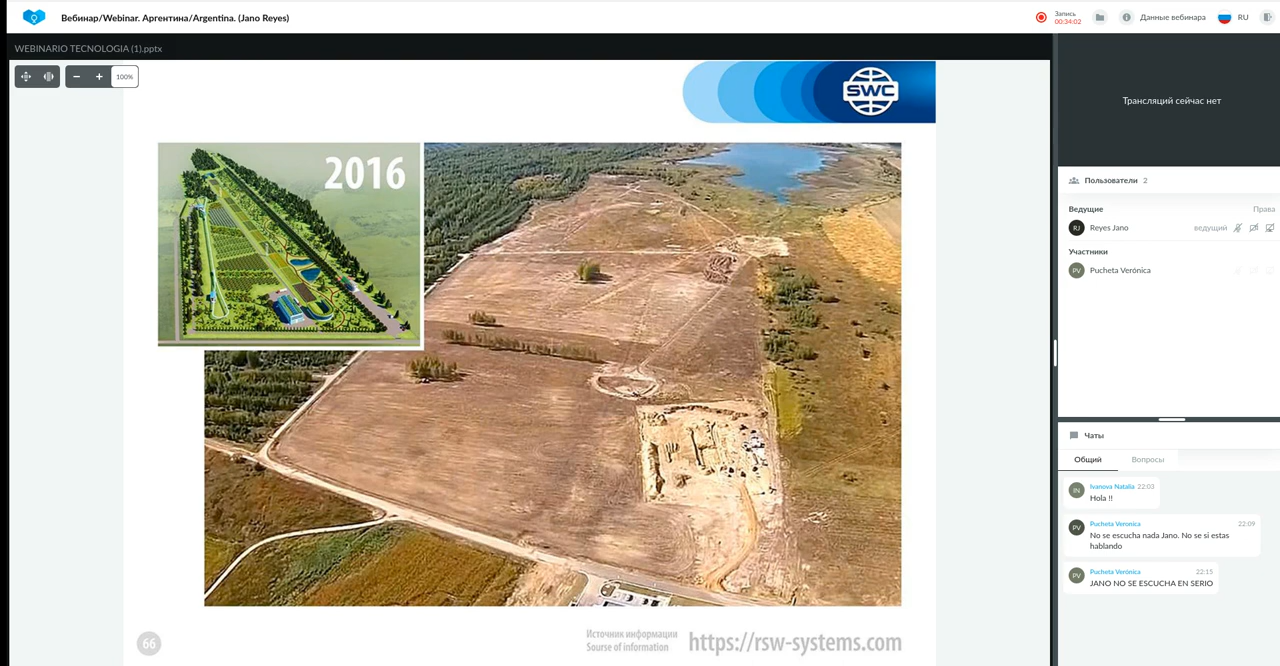 Вебинар/Webinar. Аргентина/Argentina. (Jano Reyes)
Запись
00:34:02
Данные вебинара
RU
WEBINARIO TECNOLOGIA (1).pptx
100%
SWC
2016
66
Источник информации
Sourse of information
https://rsw-systems.com
Трансляций сейчас нет
Пользователи 2
Ведущие Права
RJ Reyes Jano ведущий
Участники
PV Pucheta Verónica
Чаты
Общий Вопросы
IN Ivanova Natalia 22:03
Hola !!
PV Pucheta Veronica 22:09
No se escucha nada Jano. No se si estas
hablando
PV Pucheta Verónica 22:15
JANO NO SE ESCUCHA EN SERIO